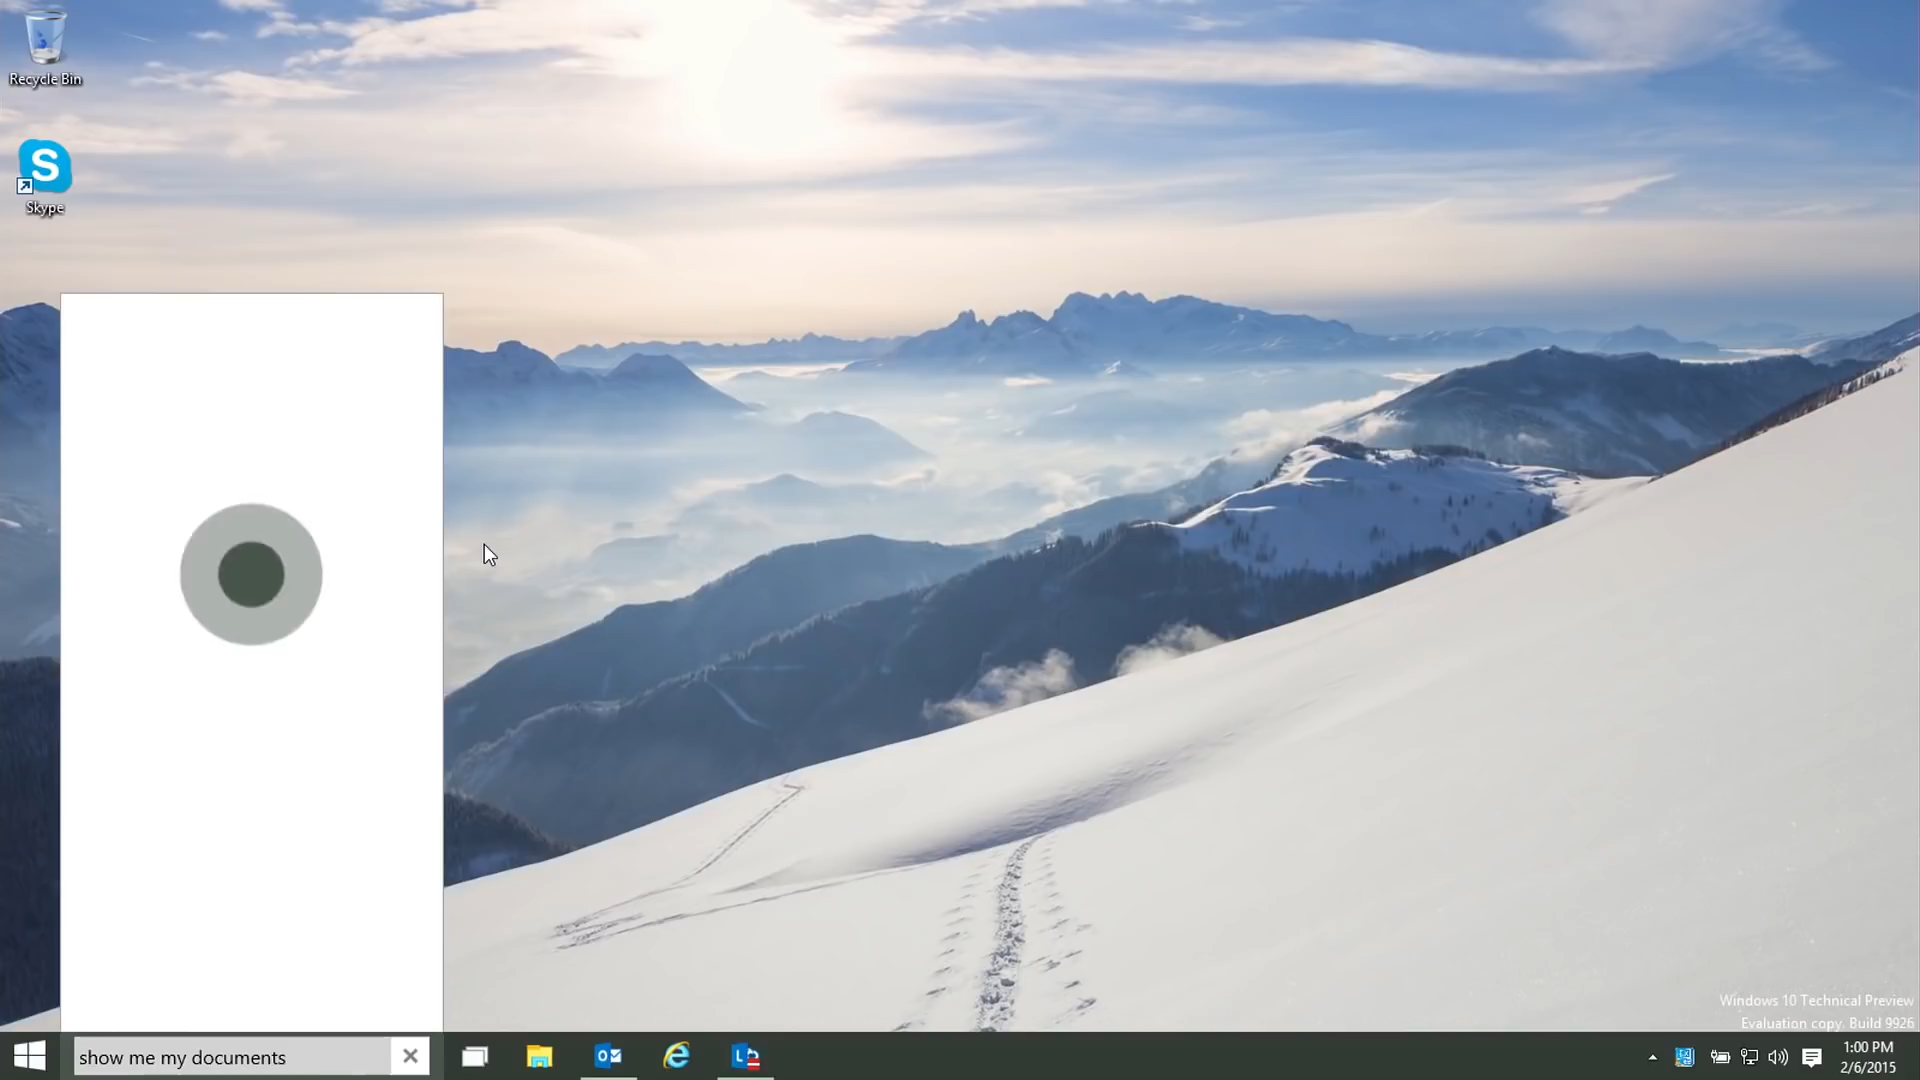 Recycle Bin
Skype
Windows 10 Technical Preview
Evaluation copy. Build 9926
show me my documents
1:00 PM
2/6/2015